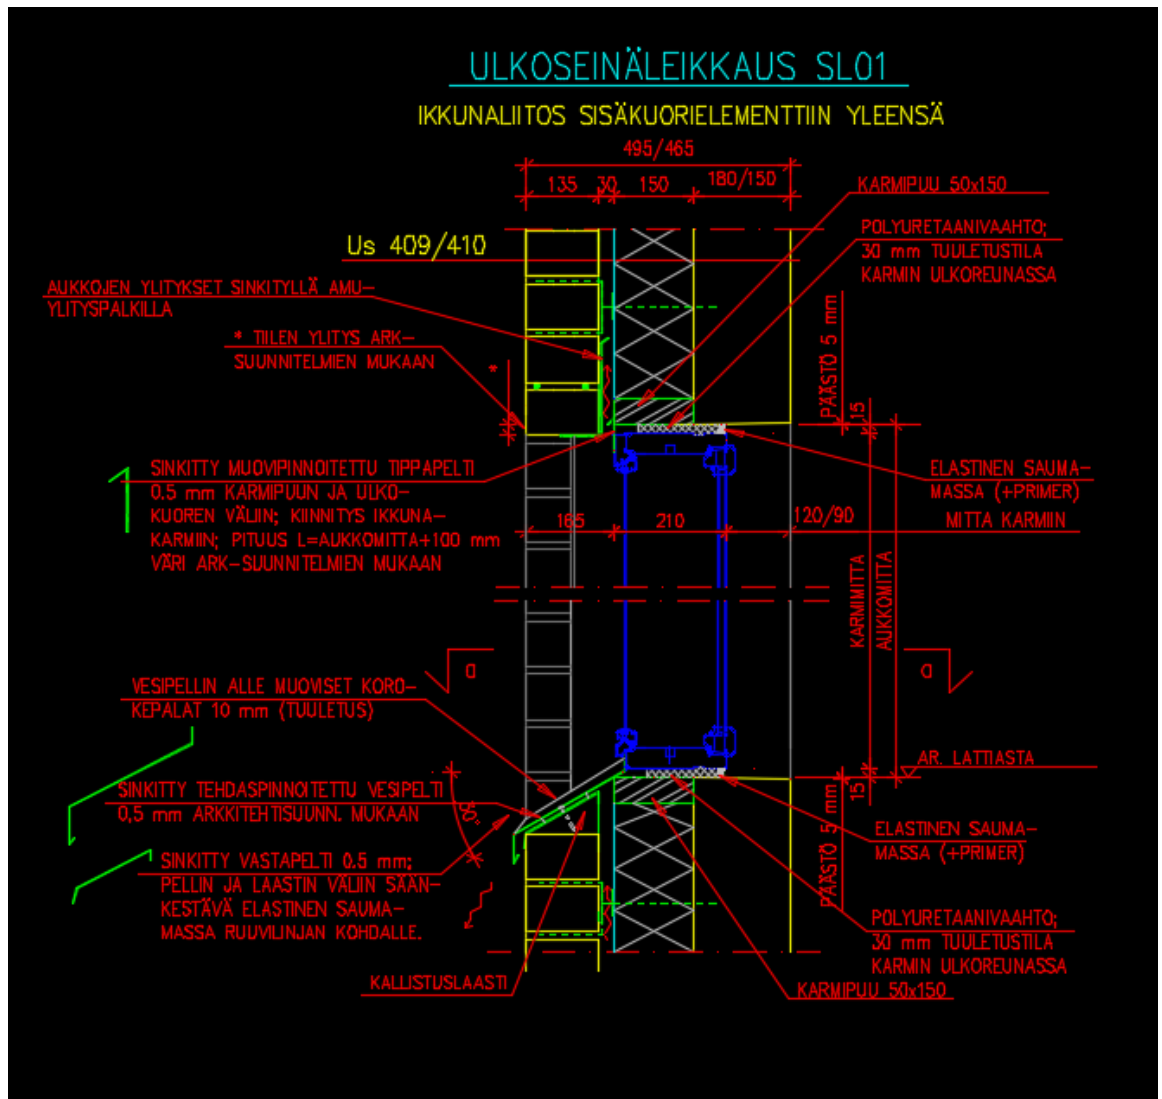 ULKOSEINÄLEIKKAUS SL01
IKKUNALIITOS SISÄKUORIELEMENTTIIN YLEENSÄ
495/465
135 30 150 180/150
KARMIPUU 50x150
Us 409/410
POLYURETAANIVAAHTO;
30 mm TUULETUSTILA
KARMIN ULKOREUNASSA
AUKKOJEN YLITYKSET SINKITYLLÄ AMU-
YLITYSPALKILLA
* TIILEN YLITYS ARK-
SUUNNITELMIEN MUKAAN
*
PÄÄSTÖ 5 mm
15
SINKITTY MUOVIPINNOITETTU TIPPAPELTI
0.5 mm KARMIPUUN JA ULKO-
KUOREN VÄLIIN; KIINNITYS IKKUNA-
KARMIIN; PITUUS L=AUKKOMITTA+100 mm
VÄRI ARK-SUUNNITELMIEN MUKAAN
ELASTINEN SAUMA-
MASSA (+PRIMER)
165 210 120/90
MITTA KARMIIN
KARMIMITTA
AUKKOMITTA
a
a
VESIPELLIN ALLE MUOVISET KORO-
KEPALAT 10 mm (TUULETUS)
AR. LATTIASTA
SINKITTY TEHDASPINNOITETTU VESIPELTI
0,5 mm ARKKITEHTISUUNN. MUKAAN
30°
15
PÄÄSTÖ 5 mm
ELASTINEN SAUMA-
MASSA (+PRIMER)
SINKITTY VASTAPELTI 0.5 mm;
PELLIN JA LAASTIN VÄLIIN SÄÄN-
KESTÄVÄ ELASTINEN SAUMA-
MASSA RUUVILINJAN KOHDALLE.
POLYURETAANIVAAHTO;
30 mm TUULETUSTILA
KARMIN ULKOREUNASSA
KALLISTUSLAASTI
KARMIPUU 50x150